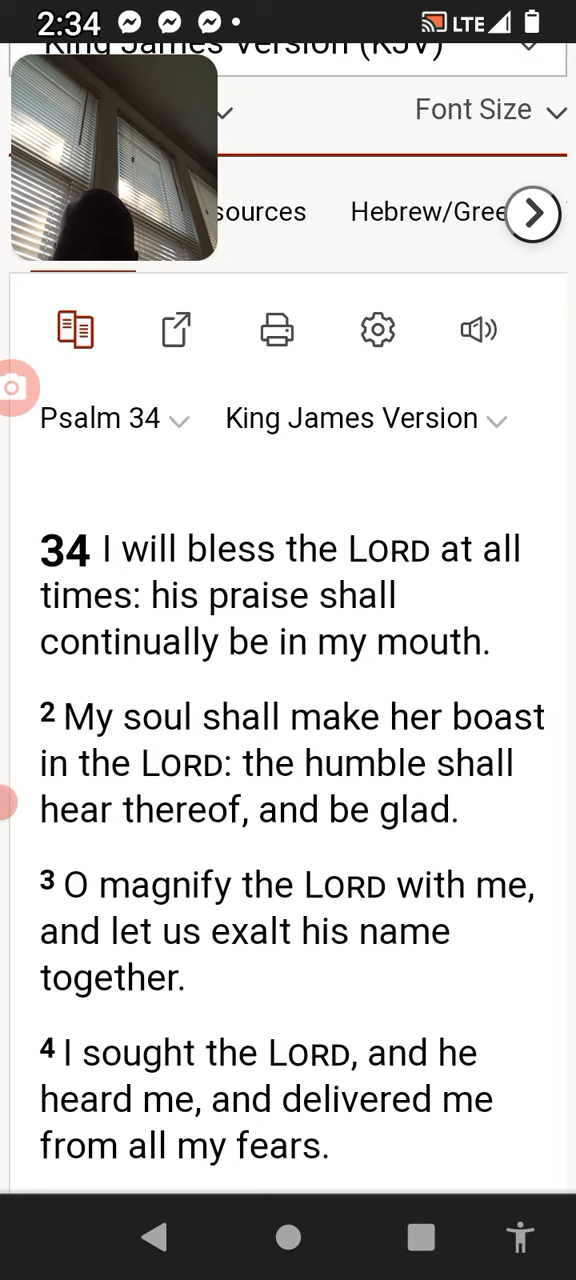 2:34 LTE
King James Version (KJV)
Font Size
sources Hebrew/Gree
Psalm 34 King James Version
34 I will bless the LORD at all
times: his praise shall
continually be in my mouth.
2 My soul shall make her boast
in the LORD: the humble shall
hear thereof, and be glad.
3 O magnify the LORD with me,
and let us exalt his name
together.
4 I sought the LORD, and he
heard me, and delivered me
from all my fears.